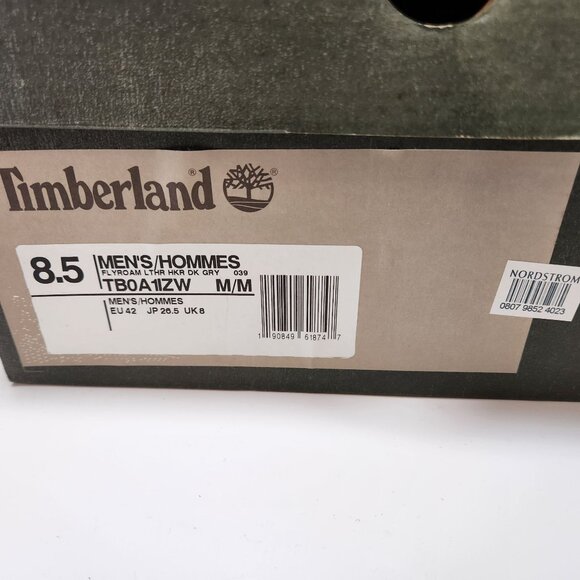 Timberland
8.5 MEN'S/HOMMES
FLYROAM LTHR HKR DK GRY 039
TB0A1IZW M/M
MEN'S/HOMMES
EU 42 JP 26.5 UK 8
1 90849 61874 7
NORDSTROM
0807 9852 4023